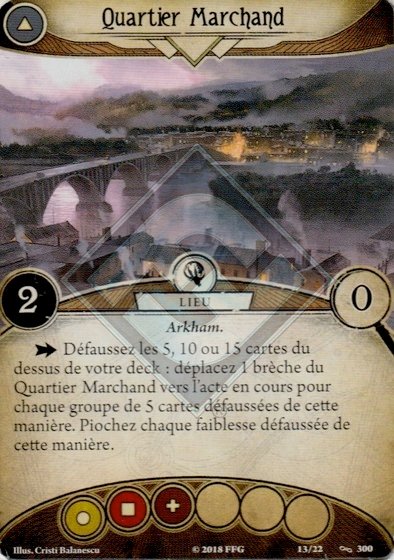 Quartier Marchand
2
LIEU
0
Arkham.
Défaussez les 5, 10 ou 15 cartes du
dessus de votre deck : déplacez 1 brèche du
Quartier Marchand vers l'acte en cours pour
chaque groupe de 5 cartes défaussées de cette
manière. Piochez chaque faiblesse défaussée de
cette manière.
Illus. Cristi Balanescu © 2018 FFG 13/22 300